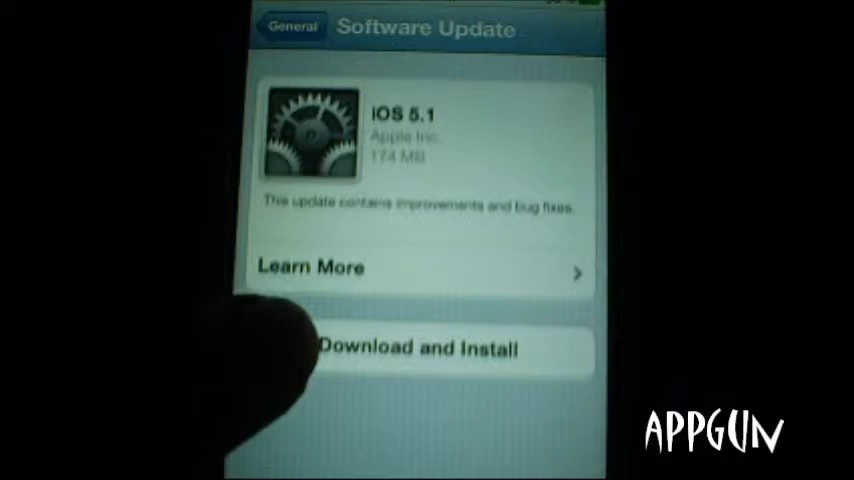 General
Software Update
iOS 5.1
Apple Inc.
174 MB
This update contains improvements and bug fixes.
Learn More
Download and Install
APPGUN